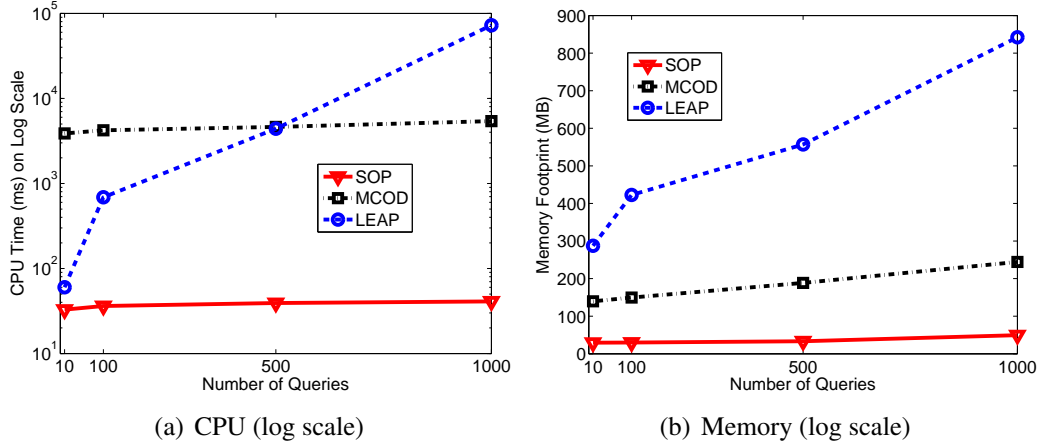 10^5
10^4
10^3
10^2
10^1
CPU Time (ms) on Log Scale
SOP
MCOD
LEAP
10 100 500 1000
Number of Queries
(a) CPU (log scale)
900
800
700
600
500
400
300
200
100
0
Memory Footprint (MB)
SOP
MCOD
LEAP
10 100 500 1000
Number of Queries
(b) Memory (log scale)